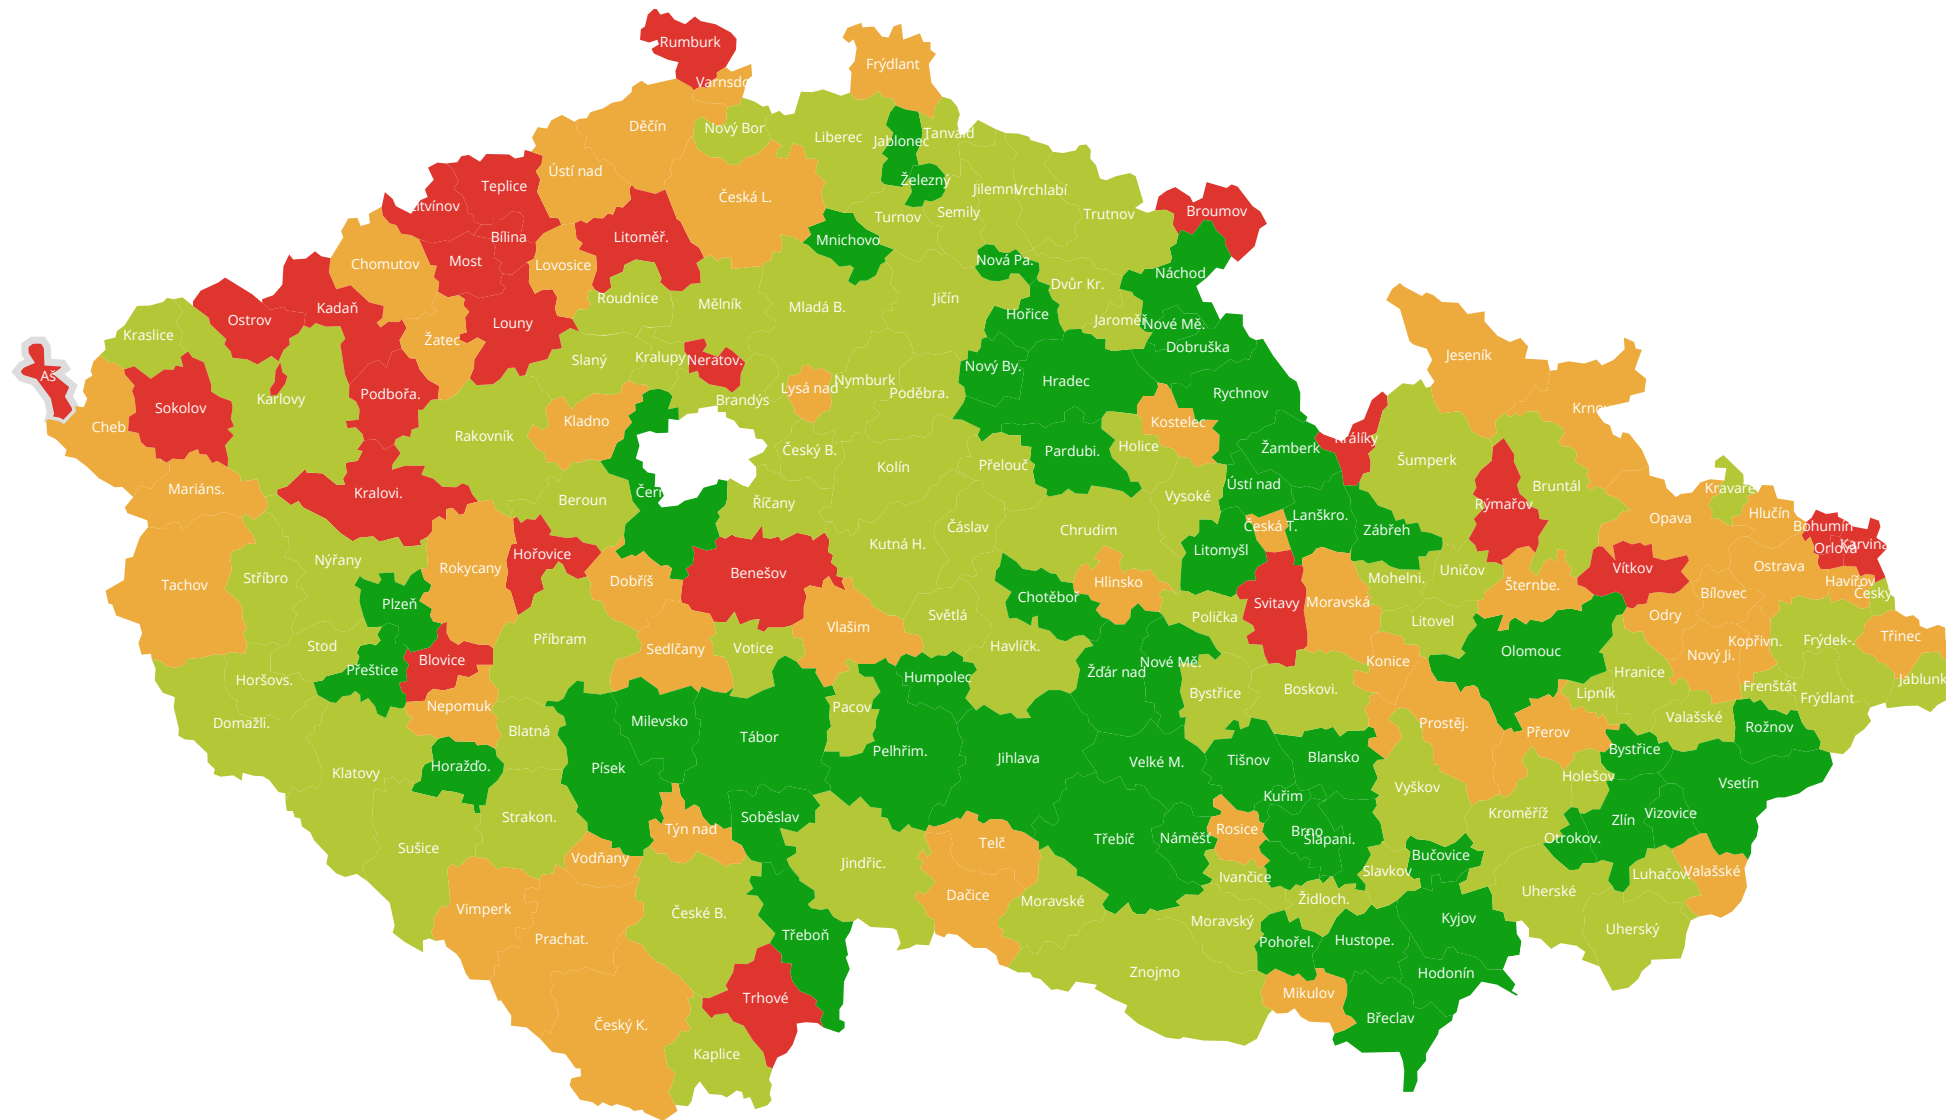 Rumburk
Frýdlant
Varnsdo
Děčín
Nový Bor
Liberec
Jablonec
Tanvald
Ústí nad
Teplice
Železný
Česká L.
Jilemni
Vrchlabí
Litvínov
Semily
Turnov
Trutnov
Broumov
Bílina
Litoměř.
Mnichovo
Most
Lovosice
Chomutov
Nová Pa.
Náchod
Dvůr Kr.
Roudnice
Mělník
Jičín
Mladá B.
Kadaň
Ostrov
Louny
Hořice
Jaroměř
Nové Mě.
Kraslice
Žatec
Dobruška
Jeseník
Slaný
Kralupy
Neratov.
Aš
Nový By.
Hradec
Nymburk
Lysá nad
Poděbra.
Rychnov
Podbořa.
Karlovy
Brandýs
Sokolov
Krnov
Cheb
Kladno
Kostelec
Rakovník
Králíky
Holice
Žamberk
Český B.
Pardubi.
Šumperk
Kolín
Přelouč
Mariáns.
Kralovi.
Ústí nad
Bruntál
Kravaře
Čern
Beroun
Říčany
Vysoké
Rýmařov
Lanškro.
Hlučín
Opava
Čáslav
Chrudim
Česká T.
Zábřeh
Bohumín
Kutná H.
Litomyšl
Orlová
Karviná
Hořovice
Nýřany
Rokycany
Benešov
Vítkov
Ostrava
Stříbro
Tachov
Dobříš
Hlinsko
Mohelni.
Uničov
Šternbe.
Havířov
Český
Plzeň
Chotěboř
Svitavy
Moravská
Bílovec
Světlá
Polička
Litovel
Odry
Vlašim
Příbram
Třinec
Stod
Sedlčany
Votice
Havlíčk.
Olomouc
Kopřivn.
Frýdek-.
Nový Ji.
Blovice
Přeštice
Nové Mě.
Konice
Žďár nad
Humpolec
Horšovs.
Hranice
Jablunk
Boskovi.
Bystřice
Lipník
Frenštát
Frýdlant
Nepomuk
Pacov
Domažli.
Milevsko
Valašské
Prostěj.
Rožnov
Blatná
Tábor
Přerov
Pelhřim.
Bystřice
Jihlava
Velké M.
Tišnov
Blansko
Horažďo.
Písek
Klatovy
Holešov
Vsetín
Vyškov
Kuřim
Strakon.
Soběslav
Kroměříž
Vizovice
Zlín
Týn nad
Rosice
Brno
Telč
Třebíč
Námešť
Šlapani.
Otrokov.
Sušice
Vodňany
Bučovice
Jindřic.
Slavkov
Valašské
Luhačov.
Ivančice
Uherské
Dačice
Moravské
Židloch.
Vimperk
České B.
Kyjov
Moravský
Uherský
Třeboň
Prachat.
Pohořel.
Hustope.
Znojmo
Hodonín
Mikulov
Trhové
Břeclav
Český K.
Kaplice